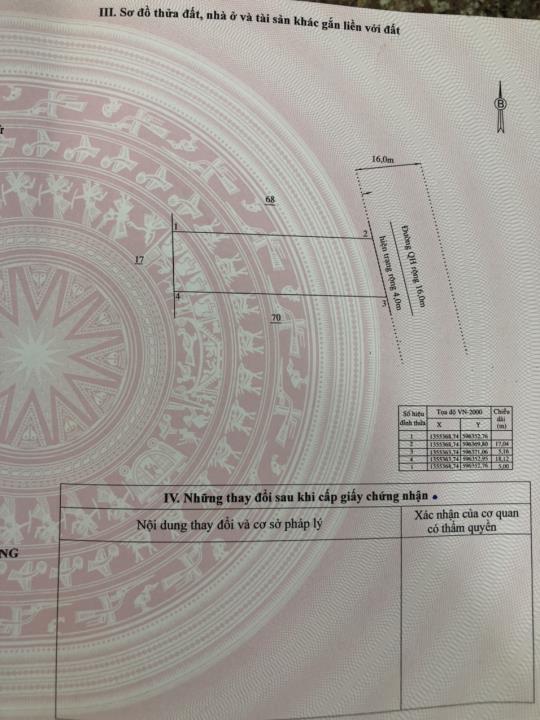 III. Sơ đồ thửa đất, nhà ở và tài sản khác gắn liền với đất
B
16,0m
68
1
2
17
Đường QH rộng 16.0m
hiện trạng rộng 4,0m
4
3
70
Số hiệu đỉnh thửa Tọa độ VN-2000 Chiều dài (m)
X Y
1 1355368,74 596352,76
17,04
2 1355368,74 596369,80
5,16
3 1355363,74 596371,06
18,12
4 1355363,74 596352,95
5,00
1 1355368,74 596352,76
IV. Những thay đổi sau khi cấp giấy chứng nhận
Nội dung thay đổi và cơ sở pháp lý
Xác nhận của cơ quan
có thẩm quyền
NG